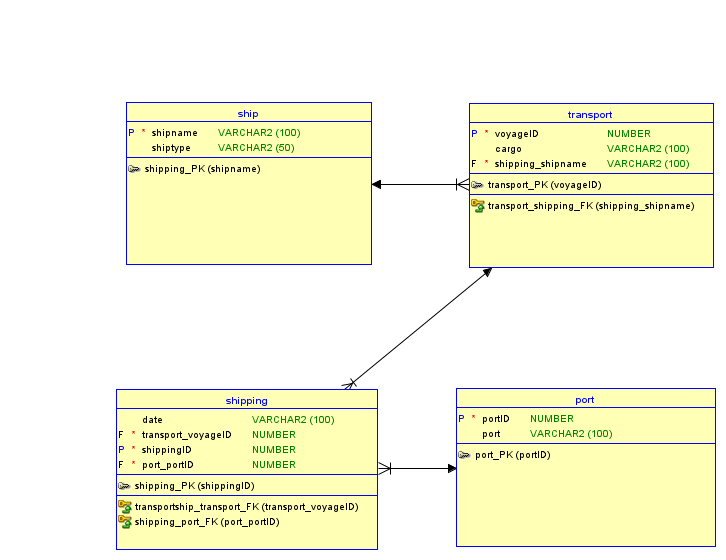 ship
P * shipname VARCHAR2 (100)
shiptype VARCHAR2 (50)
shipping_PK (shipname)
transport
P * voyageID NUMBER
cargo VARCHAR2 (100)
F * shipping_shipname VARCHAR2 (100)
transport_PK (voyageID)
transport_shipping_FK (shipping_shipname)
shipping
date VARCHAR2 (100)
F * transport_voyageID NUMBER
P * shippingID NUMBER
F * port_portID NUMBER
shipping_PK (shippingID)
transportship_transport_FK (transport_voyageID)
shipping_port_FK (port_portID)
port
P * portID NUMBER
port VARCHAR2 (100)
port_PK (portID)